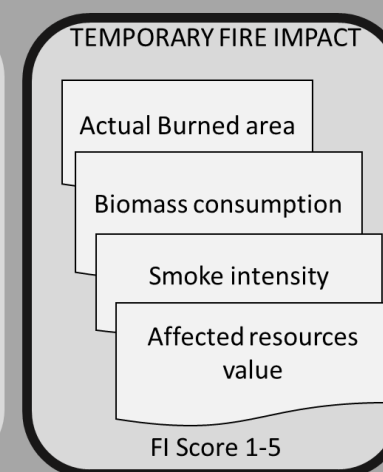 TEMPORARY FIRE IMPACT
Actual Burned area
Biomass consumption
Smoke intensity
Affected resources
value
FI Score 1-5